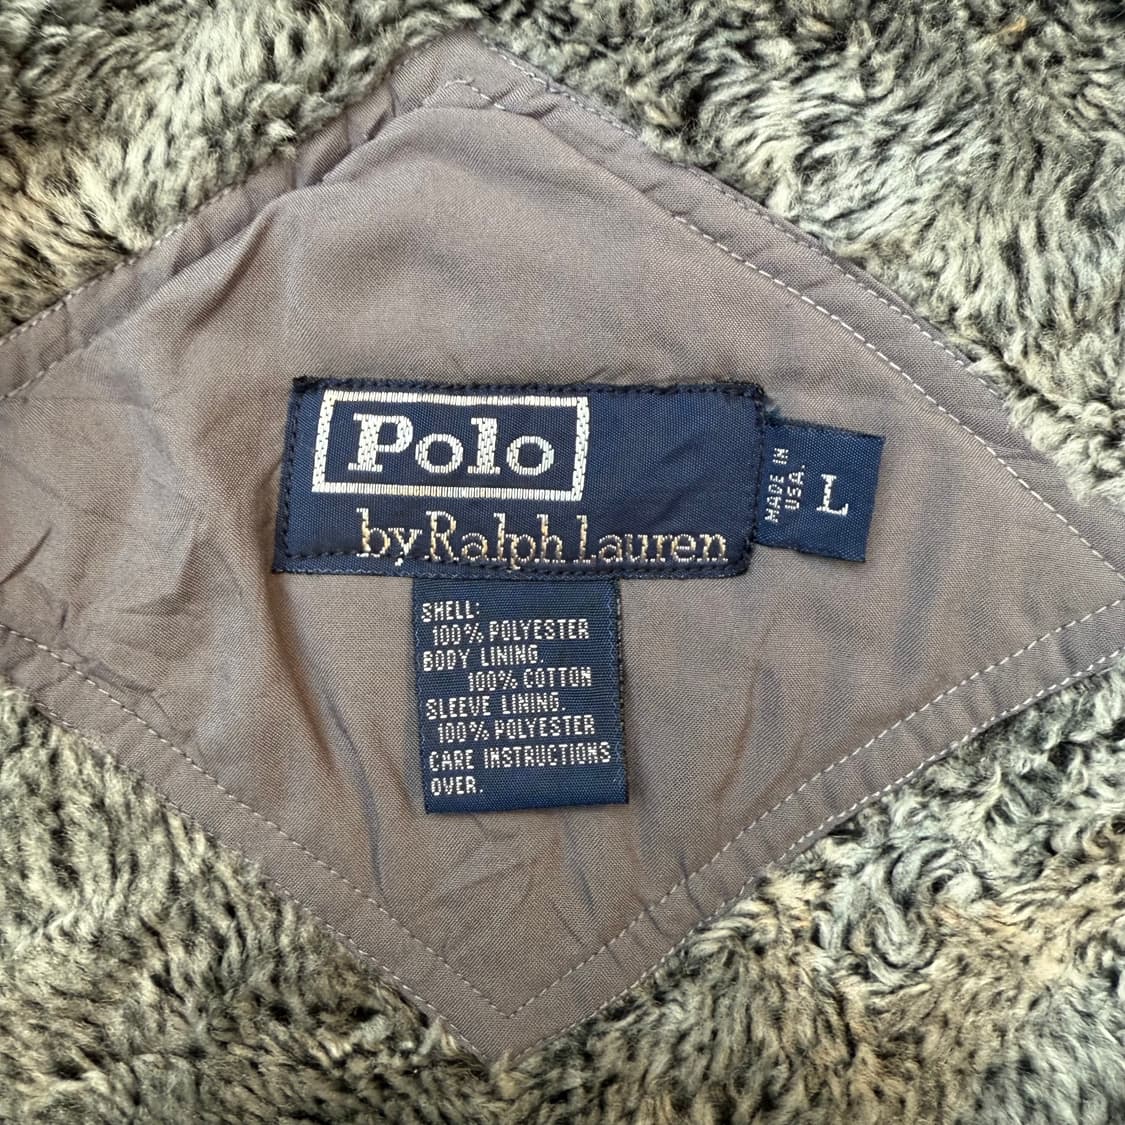 Polo
by Ralph Lauren
MADE IN
USA.
L
SHELL:
100% POLYESTER
BODY LINING.
100% COTTON
SLEEVE LINING.
100% POLYESTER
CARE INSTRUCTIONS
OVER.